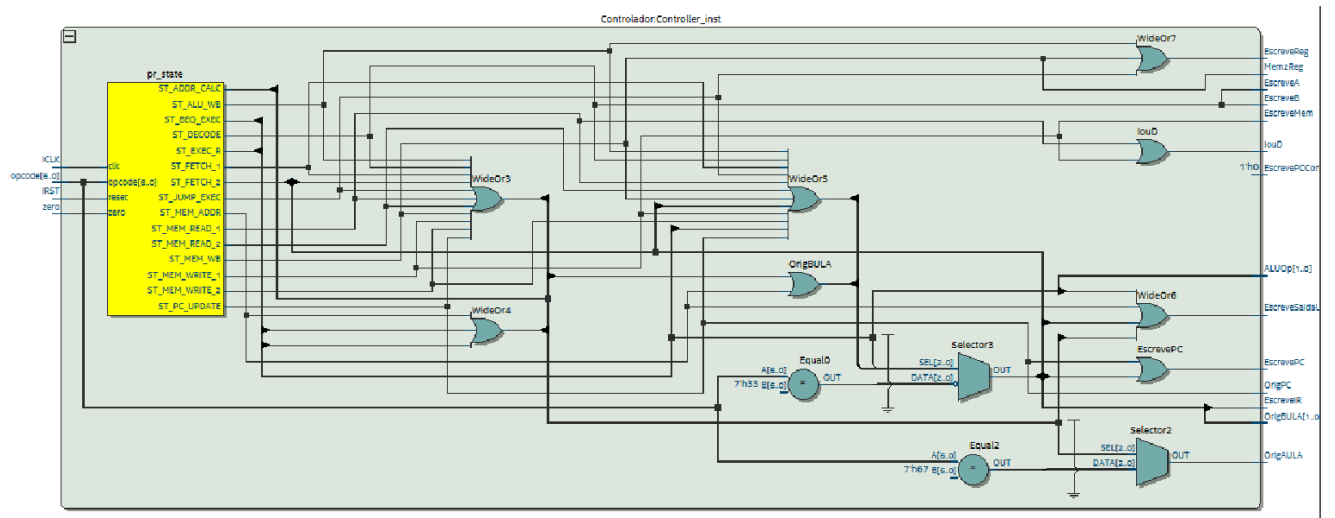 Controlador:Controller_inst
pr_state
ST_ADDR_CALC
ST_ALU_WB
ST_BEQ_EXEC
ST_DECODE
ST_EXEC_R
ST_FETCH_1
ST_FETCH_2
ST_JUMP_EXEC
ST_MEM_ADDR
ST_MEM_READ_1
ST_MEM_READ_2
ST_MEM_WB
ST_MEM_WRITE_1
ST_MEM_WRITE_2
ST_PC_UPDATE
clk
opcode[6..0]
reset
zero
iCLK
opcode[6..0]
iRST
zero
WideOr3
WideOr4
WideOr5
OrigBULA
Equal0
A[6..0]
7'h33 B[6..0]
OUT
Selector3
SEL[2..0]
DATA[2..0]
OUT
Equal2
A[6..0]
7'h67 B[6..0]
OUT
Selector2
SEL[2..0]
DATA[2..0]
OUT
WideOr7
IouD
WideOr6
EscrevePC
EscreveReg
Mem2Reg
EscreveA
EscreveB
EscreveMem
IouD
1'h0 EscrevePCCon
ALUOp[1..0]
EscreveSaidaU
EscrevePC
OrigPC
EscreveIR
OrigBULA[1..0
OrigAULA